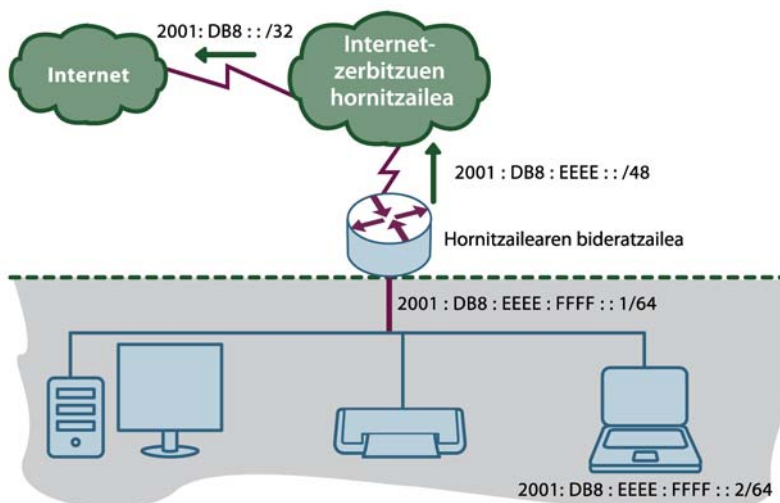 2001: DB8 : : /32
Internet
Internet-
zerbitzuen
hornitzailea
2001 : DB8 : EEEE : : /48
Hornitzailearen bideratzailea
2001 : DB8 : EEEE : FFFF : : 1/64
2001: DB8 : EEEE : FFFF : : 2/64